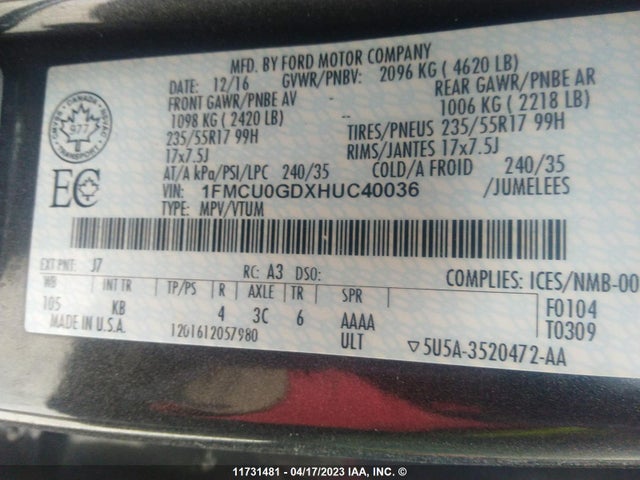 MFD. BY FORD MOTOR COMPANY
DATE: 12/16 GVWR/PNBV: 2096 KG ( 4620 LB)
FRONT GAWR/PNBE AV REAR GAWR/PNBE AR
1098 KG ( 2420 LB) 1006 KG ( 2218 LB)
235/55R17 99H TIRES/PNEUS 235/55R17 99H
17x7.5J RIMS/JANTES 17x7.5J
AT/A kPa/PSI/LPC 240/35 COLD/A FROID 240/35
VIN: 1FMCU0GDXHUC40036 /JUMELEES
TYPE: MPV/VTUM
CANADA
977
TRANSPORT
EC
EXT PNT: J7 RC: A3 DSO: COMPLIES: ICES/NMB-00
WB INT TR TP/PS R AXLE TR SPR F0104
105 KB 4 3C 6 AAAA T0309
MADE IN U.S.A. 1201612057980 ULT ▽5U5A-3520472-AA
11731481 - 04/17/2023 IAA, INC. ©